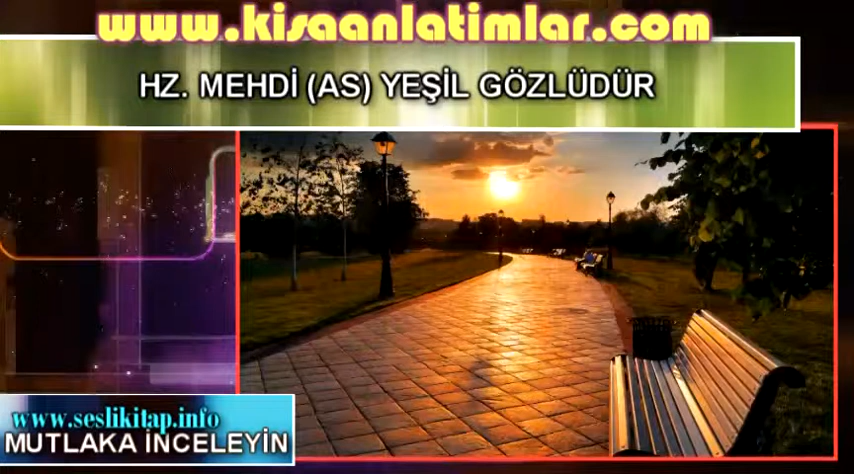 www.kisaanlatimlar.com
HZ. MEHDİ (AS) YEŞİL GÖZLÜDÜR
www.seslikitap.info
MUTLAKA İNCELEYİN